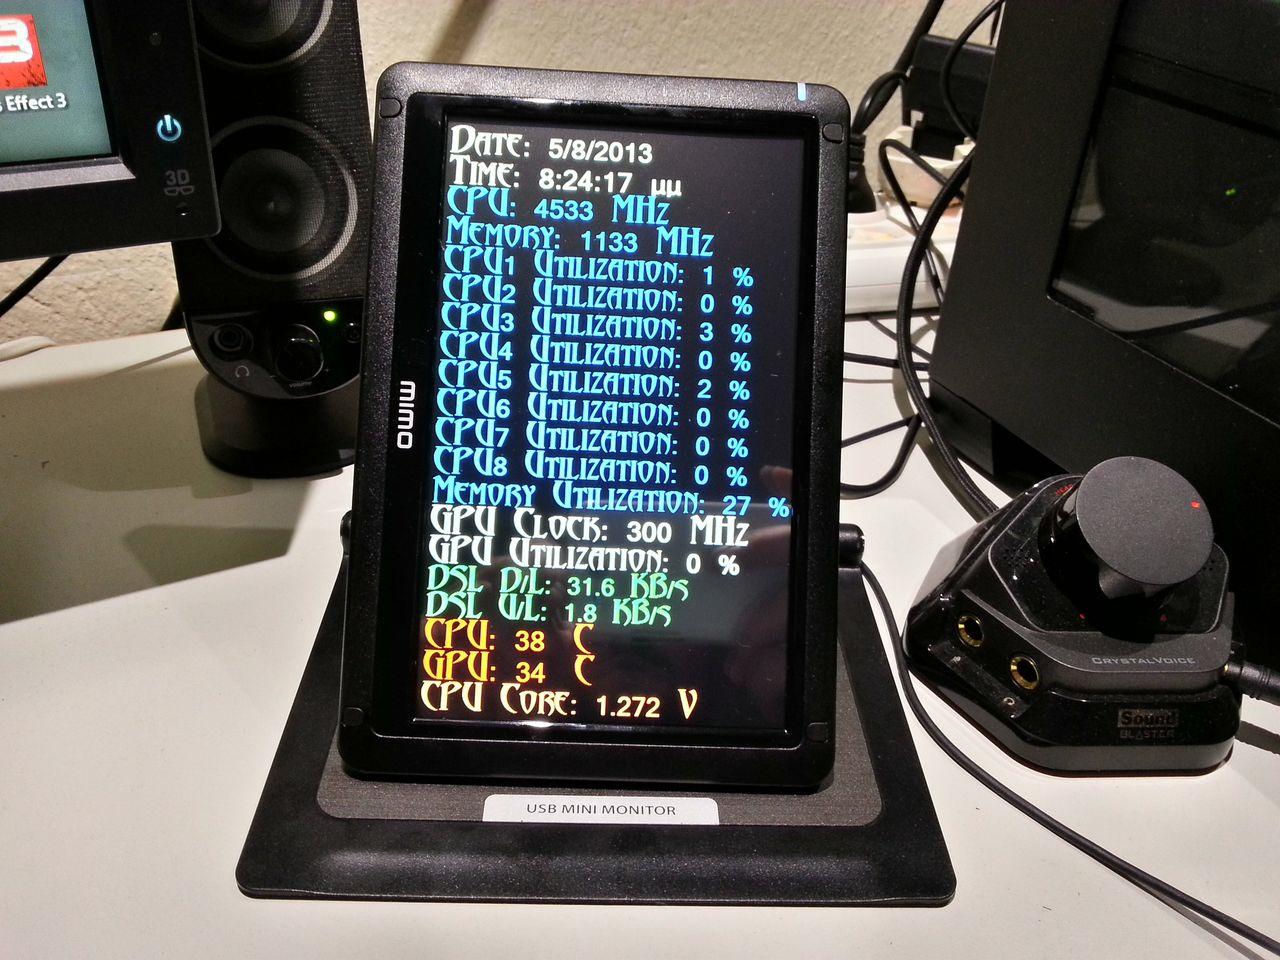 3
s Effect 3
3D
DATE: 5/8/2013
TIME: 8:24:17 μμ
CPU: 4533 MHZ
MEMORY: 1133 MHZ
CPU1 UTILIZATION: 1 %
CPU2 UTILIZATION: 0 %
CPU3 UTILIZATION: 3 %
CPU4 UTILIZATION: 0 %
CPU5 UTILIZATION: 2 %
CPU6 UTILIZATION: 0 %
CPU7 UTILIZATION: 0 %
CPU8 UTILIZATION: 0 %
MEMORY UTILIZATION: 27 %
GPU CLOCK: 300 MHZ
GPU UTILIZATION: 0 %
DSL D/L: 31.6 KB/S
DSL U/L: 1.8 KB/S
CPU: 38 C
GPU: 34 C
CPU CORE: 1.272 V
mimo
VOLUME
USB MINI MONITOR
CRYSTALVOICE
Sound
BLASTER